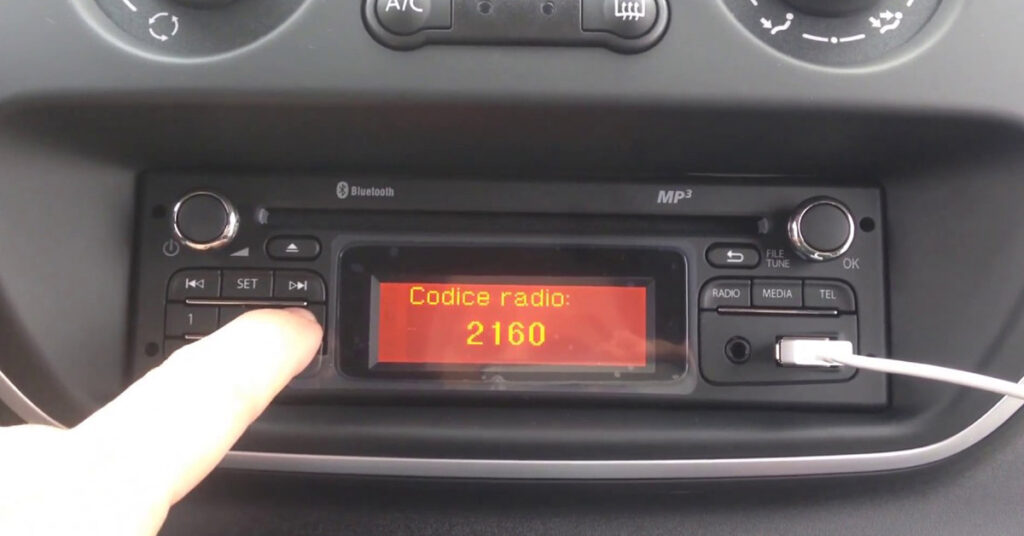 A/C
Bluetooth
MP3
SET
FILE
TUNE
OK
RADIO MEDIA TEL
1
Codice radio:
2160